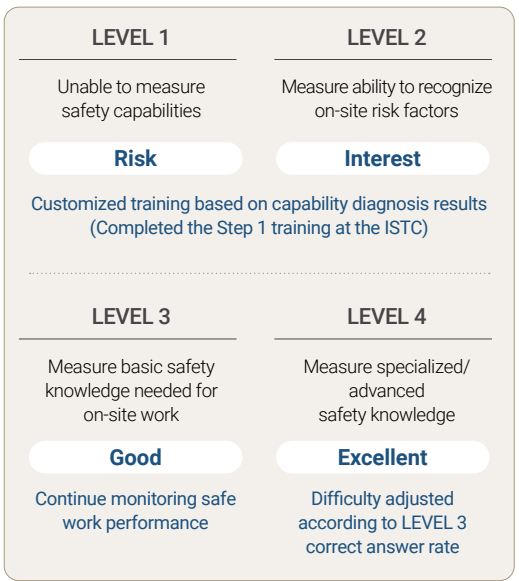 LEVEL 1
Unable to measure
safety capabilities
Risk
LEVEL 2
Measure ability to recognize
on-site risk factors
Interest
Customized training based on capability diagnosis results
(Completed the Step 1 training at the ISTC)
LEVEL 3
Measure basic safety
knowledge needed for
on-site work
Good
Continue monitoring safe
work performance
LEVEL 4
Measure specialized/
advanced
safety knowledge
Excellent
Difficulty adjusted
according to LEVEL 3
correct answer rate